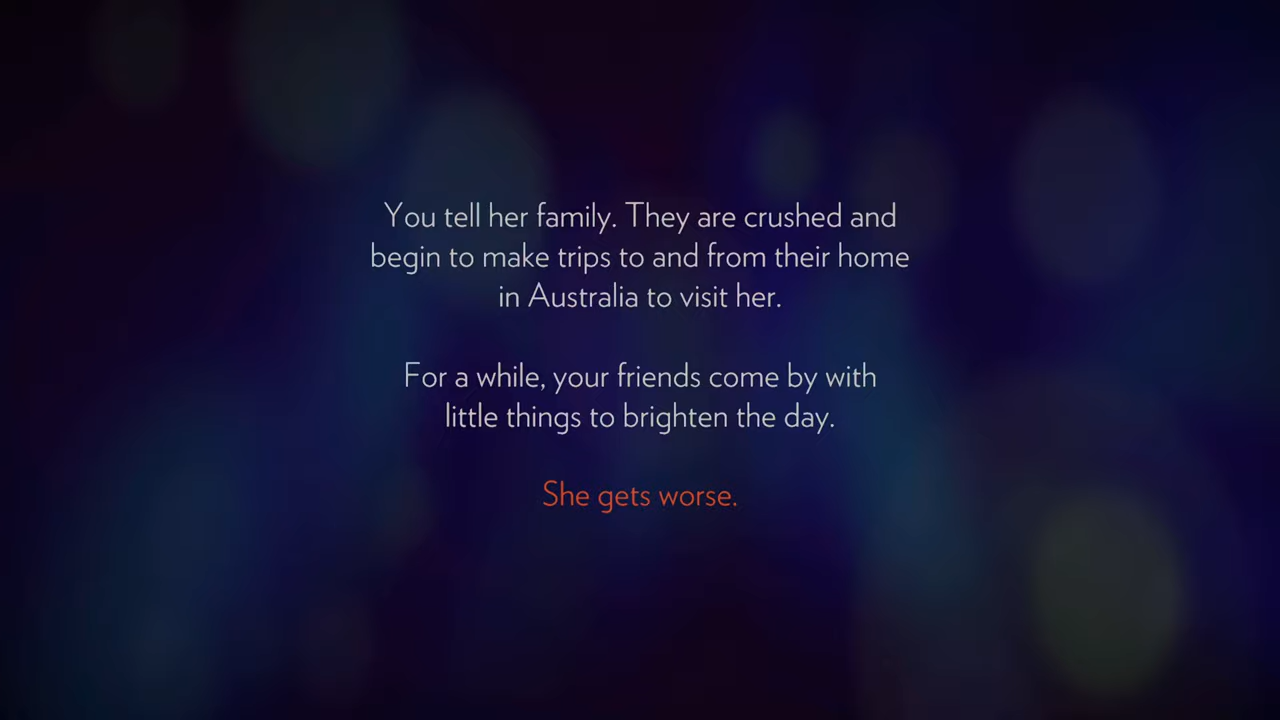 You tell her family. They are crushed and
begin to make trips to and from their home
in Australia to visit her.
For a while, your friends come by with
little things to brighten the day.
She gets worse.